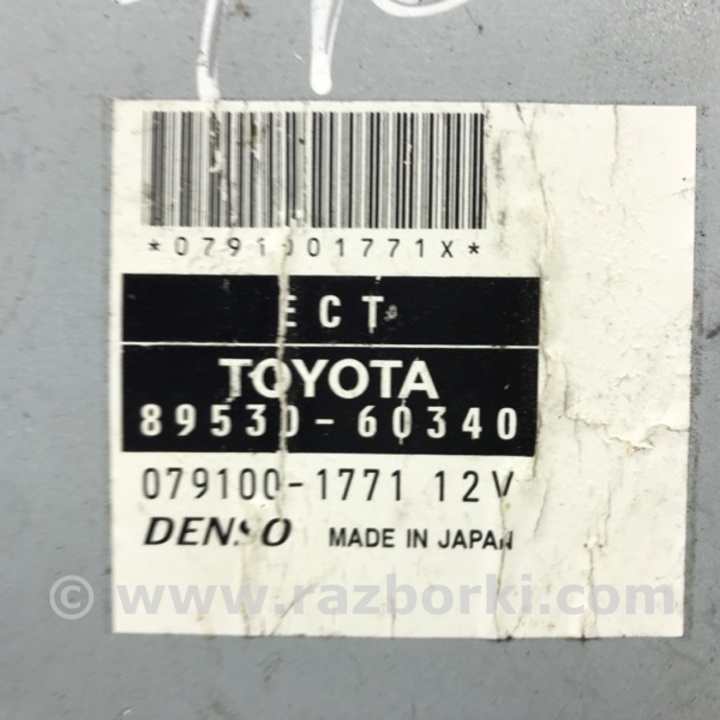 *0791001771X*
ECT
TOYOTA
89530-60340
079100-1771 12V
DENSO MADE IN JAPAN
© www.razborki.com